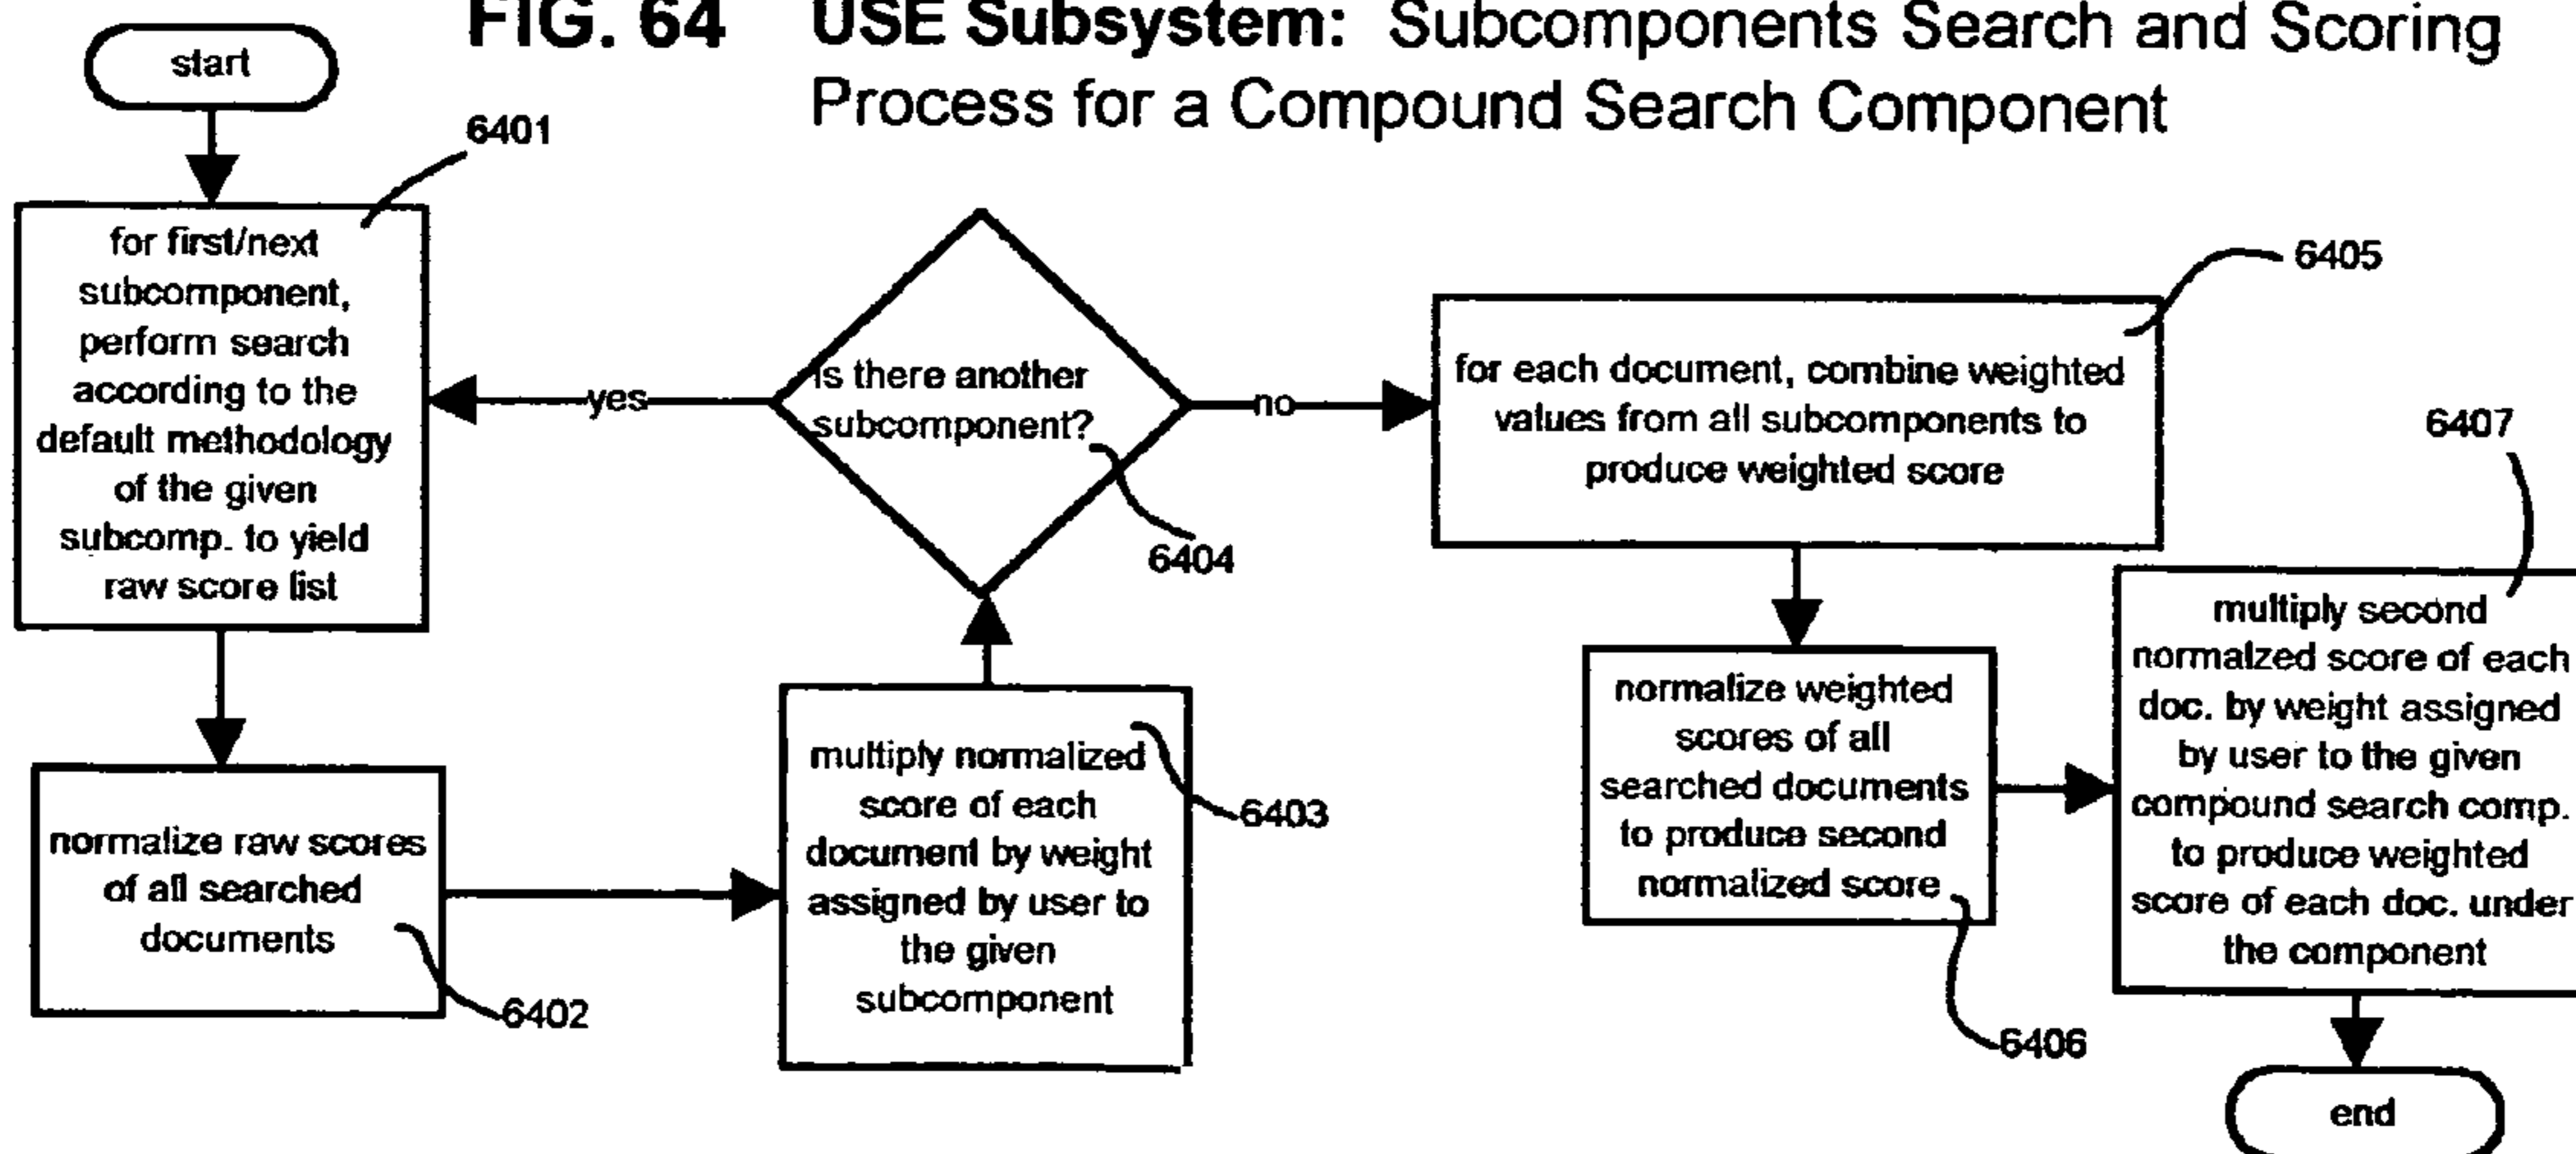 FIG. 64 USE Subsystem: Subcomponents Search and Scoring
Process for a Compound Search Component
start
6401
for first/next
subcomponent,
perform search
according to the
default methodology
of the given
subcomp. to yield
raw score list
normalize raw scores
of all searched
documents
6402
multiply normalized
score of each
document by weight
assigned by user to
the given
subcomponent
6403
is there another
subcomponent?
6404
yes
no
for each document, combine weighted
values from all subcomponents to
produce weighted score
6405
normalize weighted
scores of all
searched documents
to produce second
normalized score
6406
multiply second
normalzed score of each
doc. by weight assigned
by user to the given
compound search comp.
to produce weighted
score of each doc. under
the component
6407
end